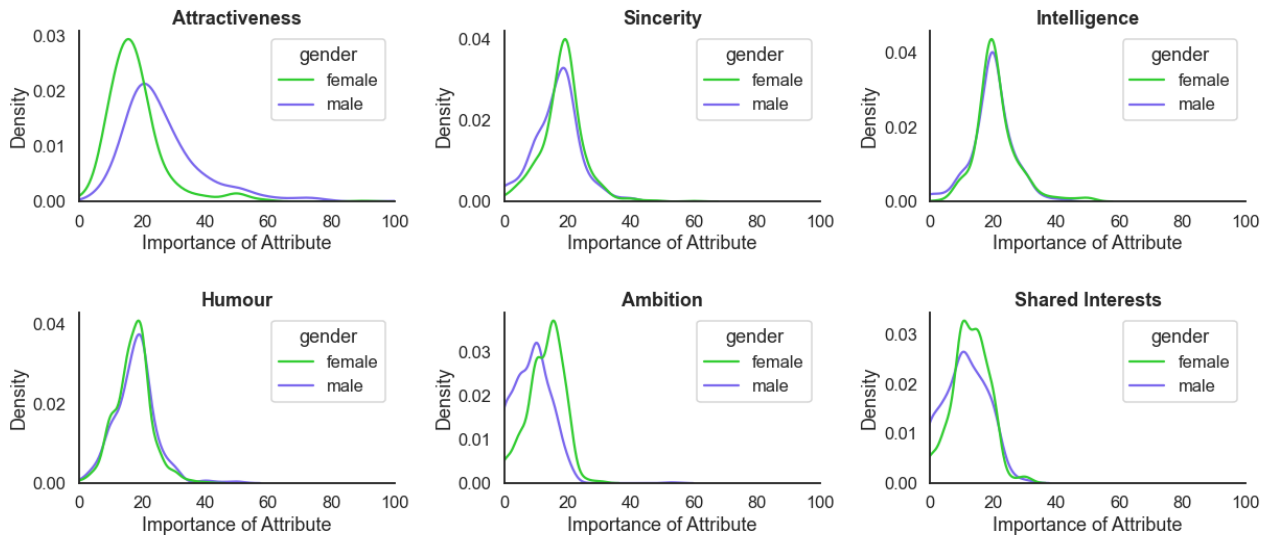 Attractiveness
0.03
0.02
0.01
0.00
Density
gender
female
male
0 20 40 60 80 100
Importance of Attribute
Sincerity
0.04
0.02
0.00
Density
gender
female
male
0 20 40 60 80 100
Importance of Attribute
Intelligence
0.04
0.02
0.00
Density
gender
female
male
0 20 40 60 80 100
Importance of Attribute
Humour
0.04
0.02
0.00
Density
gender
female
male
0 20 40 60 80 100
Importance of Attribute
Ambition
0.03
0.02
0.01
0.00
Density
gender
female
male
0 20 40 60 80 100
Importance of Attribute
Shared Interests
0.03
0.02
0.01
0.00
Density
gender
female
male
0 20 40 60 80 100
Importance of Attribute